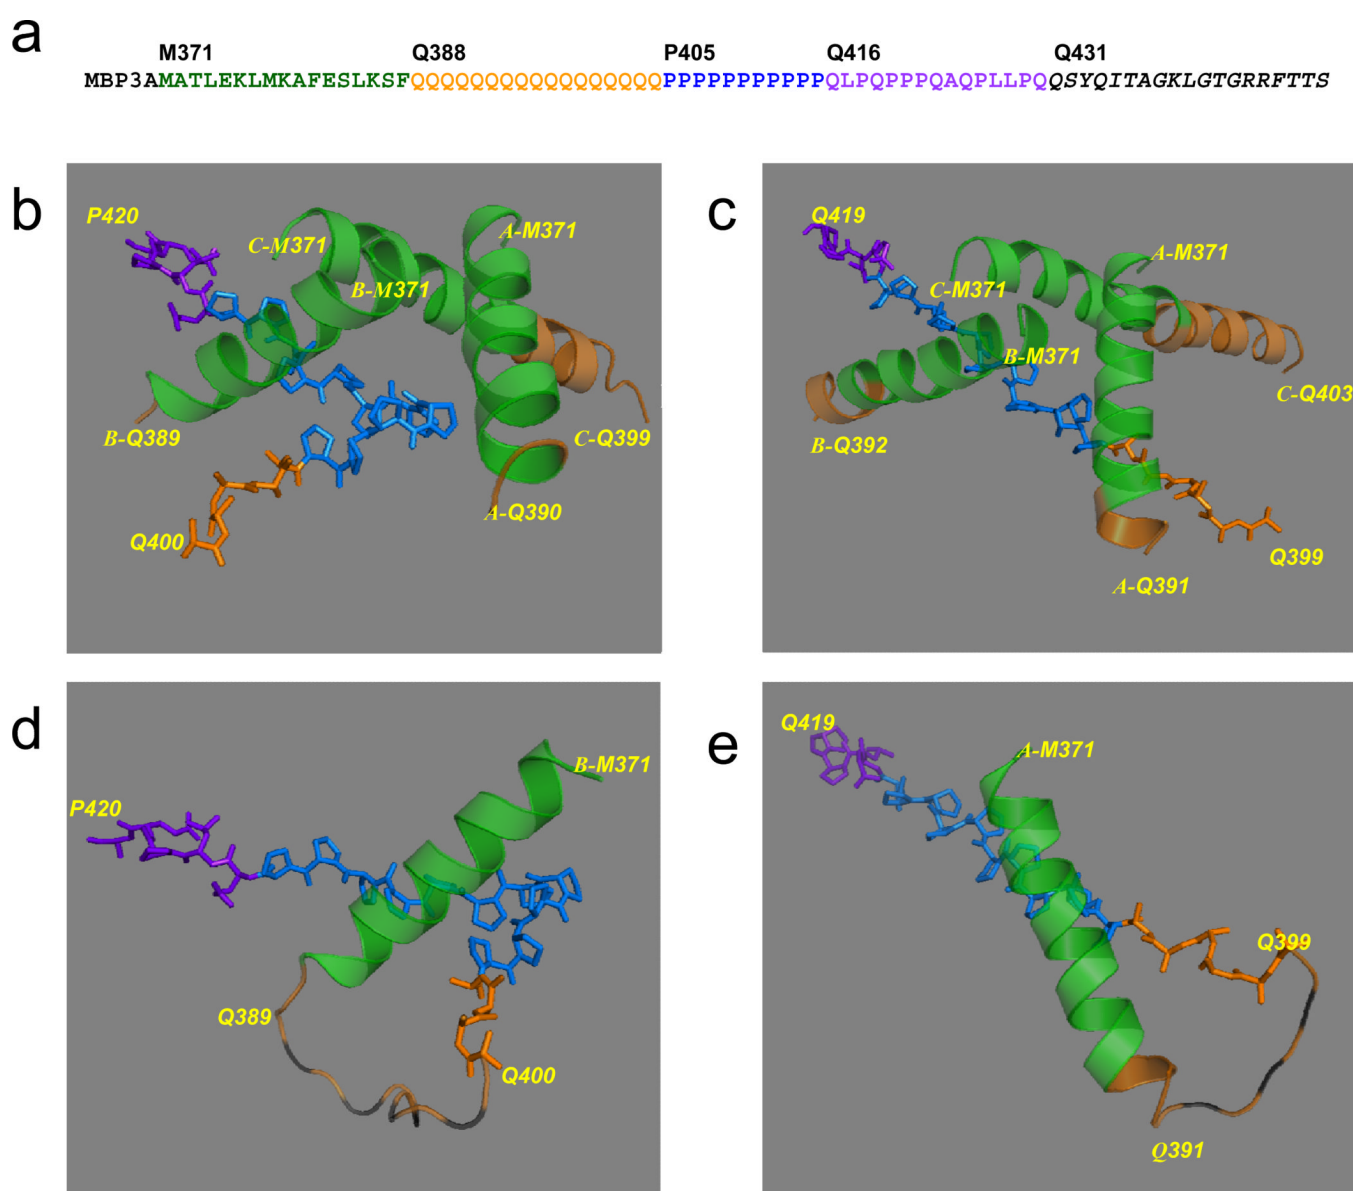 a
M371 Q388 P405 Q416 Q431
MBP3AMATLEKLMKAFESLKSFQQQQQQQQQQQQQQQQQPPPPPPPPPPPQLPQPPPQAQPLLPQQSYQITAGKLGTGRRFTTS
b
P420
C-M371
A-M371
B-M371
B-Q389
C-Q399
A-Q390
Q400
c
Q419
A-M371
C-M371
B-M371
C-Q403
B-Q392
Q399
A-Q391
d
B-M371
P420
Q389
Q400
e
Q419
A-M371
Q399
Q391